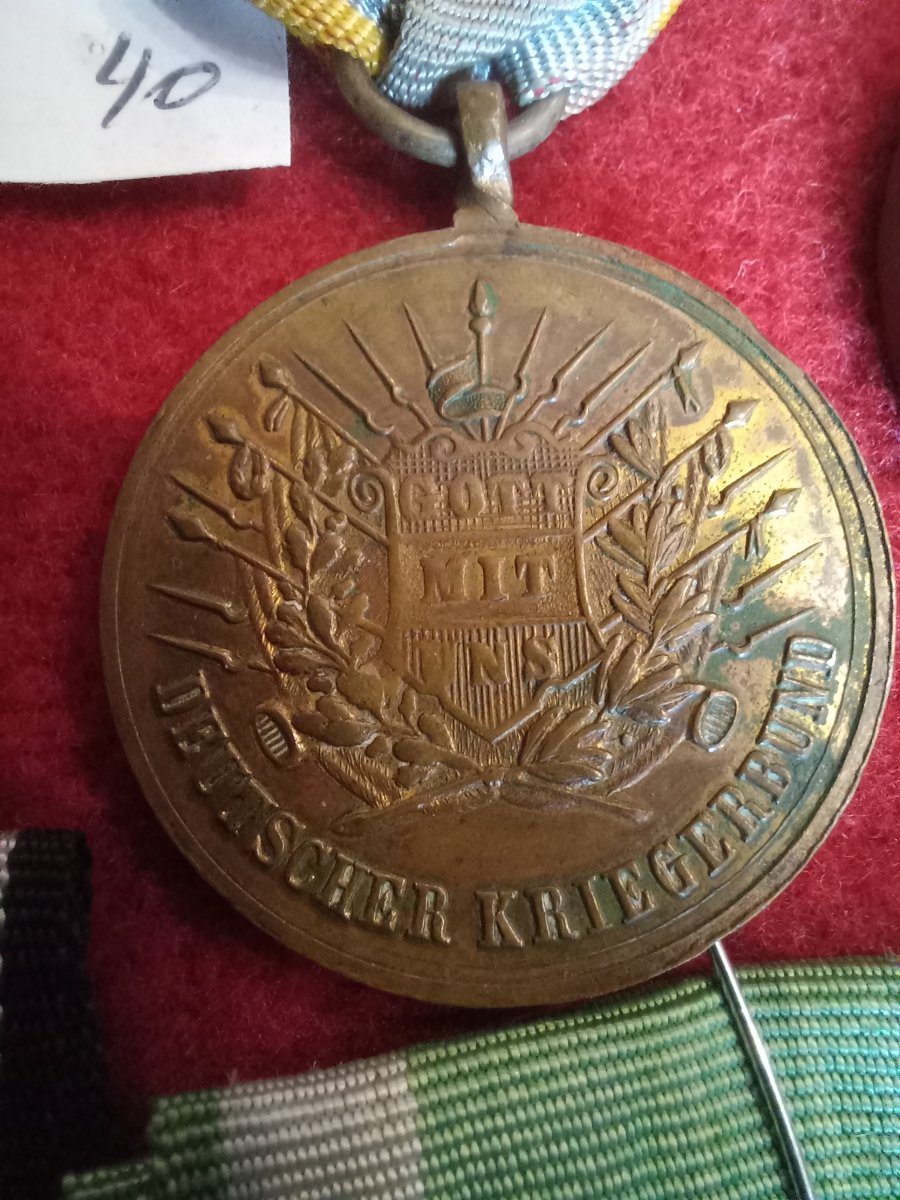 40
GOTT
MIT
UNS
DEUTSCHER KRIEGERBUND